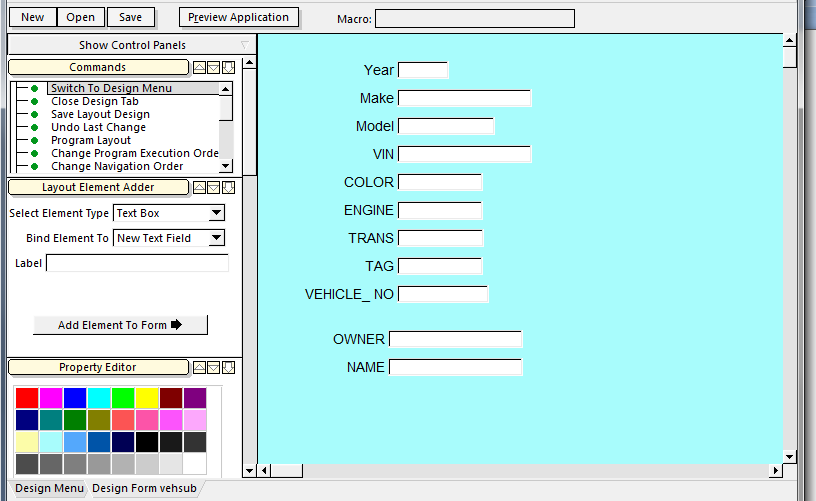 New Open Save Preview Application Macro:
Show Control Panels
Commands
Switch To Design Menu
Close Design Tab
Save Layout Design
Undo Last Change
Program Layout
Change Program Execution Orde
Change Navigation Order
Layout Element Adder
Select Element Type Text Box
Bind Element To New Text Field
Label
Add Element To Form
Property Editor
Year
Make
Model
VIN
COLOR
ENGINE
TRANS
TAG
VEHICLE_ NO
OWNER
NAME
Design Menu Design Form vehsub